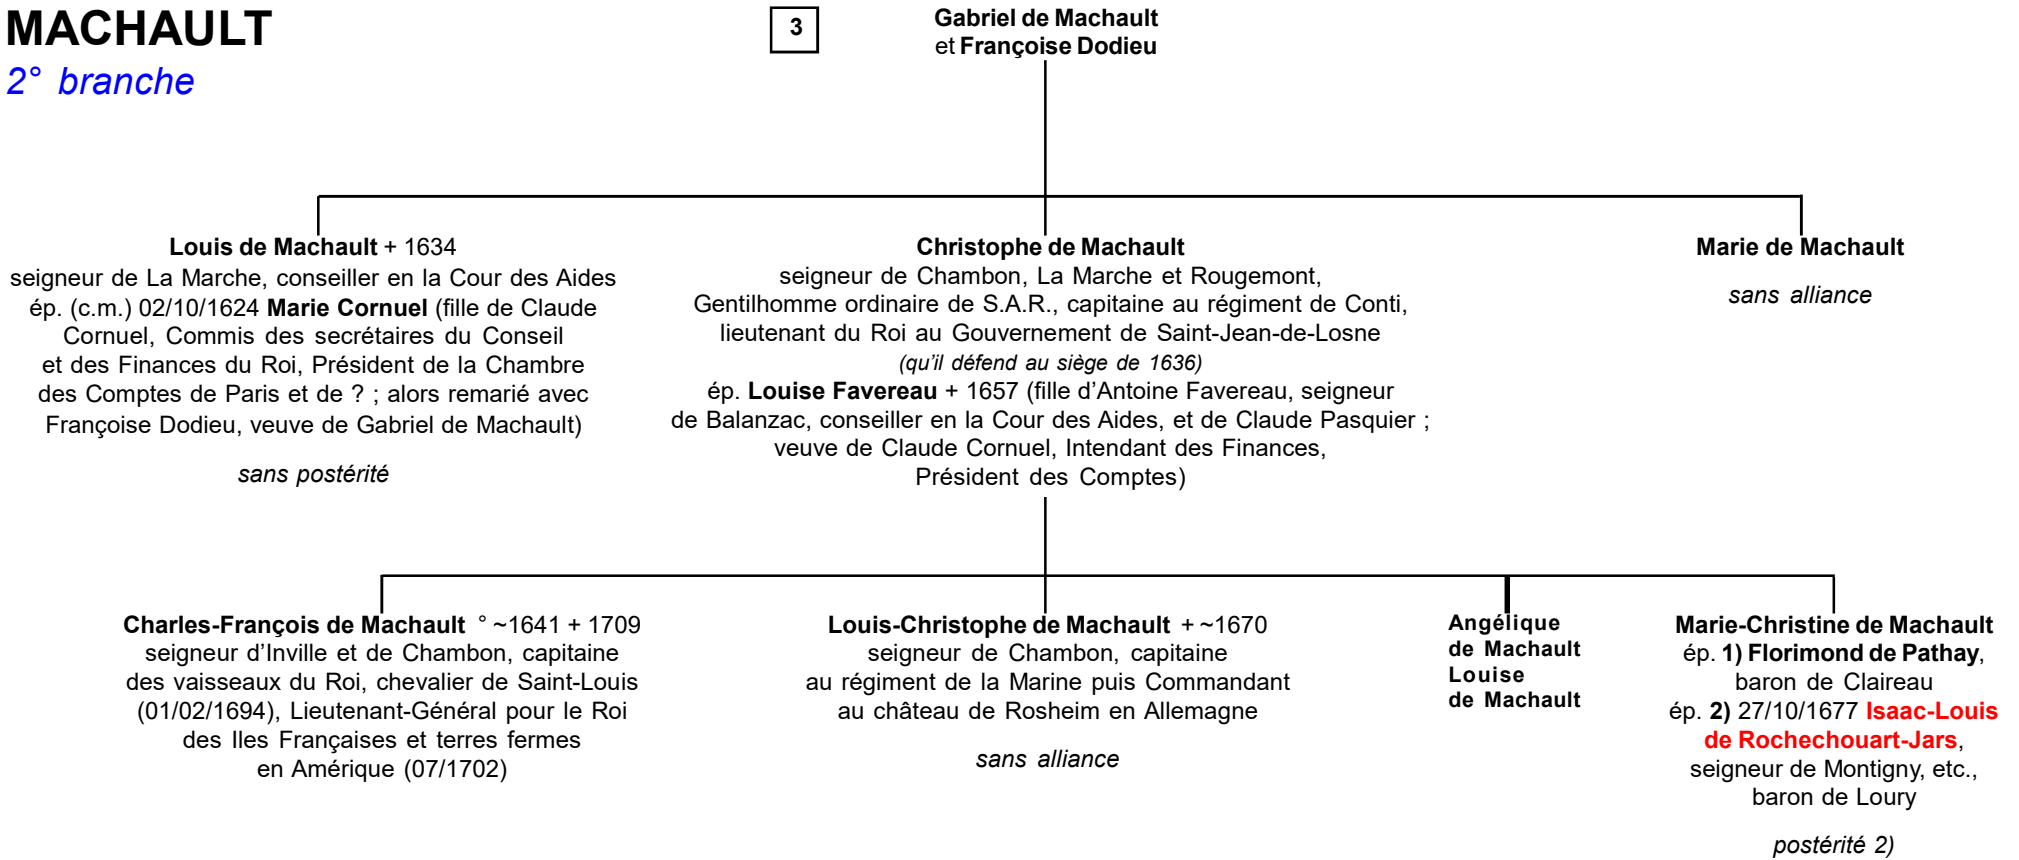 MACHAULT
2° branche
3
Gabriel de Machault
et Françoise Dodieu
Louis de Machault + 1634
seigneur de La Marche, conseiller en la Cour des Aides
ép. (c.m.) 02/10/1624 Marie Cornuel (fille de Claude
Cornuel, Commis des secrétaires du Conseil
et des Finances du Roi, Président de la Chambre
des Comptes de Paris et de ? ; alors remarié avec
Françoise Dodieu, veuve de Gabriel de Machault)
sans postérité
Christophe de Machault
seigneur de Chambon, La Marche et Rougemont,
Gentilhomme ordinaire de S.A.R., capitaine au régiment de Conti,
lieutenant du Roi au Gouvernement de Saint-Jean-de-Losne
(qu’il défend au siège de 1636)
ép. Louise Favereau + 1657 (fille d’Antoine Favereau, seigneur
de Balanzac, conseiller en la Cour des Aides, et de Claude Pasquier ;
veuve de Claude Cornuel, Intendant des Finances,
Président des Comptes)
Marie de Machault
sans alliance
Charles-François de Machault ° ~1641 + 1709
seigneur d’Inville et de Chambon, capitaine
des vaisseaux du Roi, chevalier de Saint-Louis
(01/02/1694), Lieutenant-Général pour le Roi
des Iles Françaises et terres fermes
en Amérique (07/1702)
Louis-Christophe de Machault + ~1670
seigneur de Chambon, capitaine
au régiment de la Marine puis Commandant
au château de Rosheim en Allemagne
sans alliance
Angélique
de Machault
Louise
de Machault
Marie-Christine de Machault
ép. 1) Florimond de Pathay,
baron de Claireau
ép. 2) 27/10/1677 Isaac-Louis
de Rochechouart-Jars,
seigneur de Montigny, etc.,
baron de Loury
postérité 2)